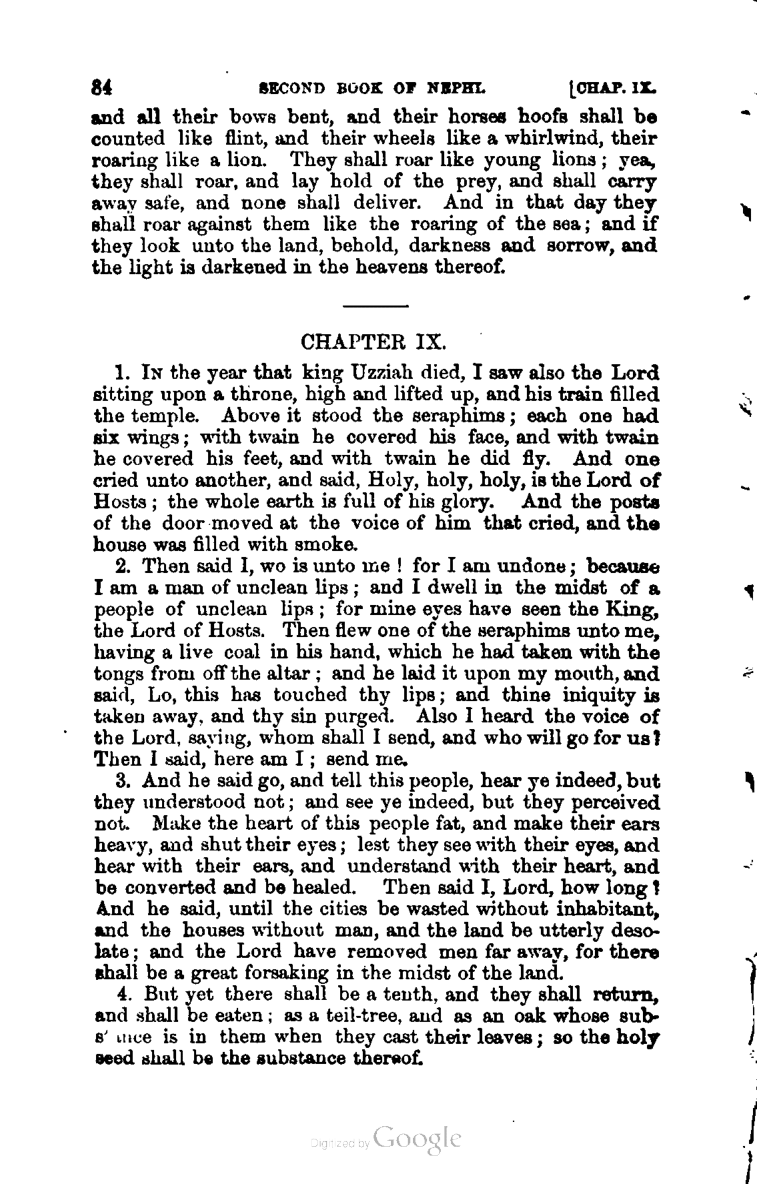 84 SECOND BOOK OF NEPHI. [CHAP. IX.
and all their bows bent, and their horses hoofs shall be
counted like flint, and their wheels like a whirlwind, their
roaring like a lion. They shall roar like young lions; yea,
they shall roar, and lay hold of the prey, and shall carry
away safe, and none shall deliver. And in that day they
shall roar against them like the roaring of the sea; and if
they look unto the land, behold, darkness and sorrow, and
the light is darkened in the heavens thereof.
CHAPTER IX.
1. IN the year that king Uzziah died, I saw also the Lord
sitting upon a throne, high and lifted up, and his train filled
the temple. Above it stood the seraphims; each one had
six wings; with twain he covered his face, and with twain
he covered his feet, and with twain he did fly. And one
cried unto another, and said, Holy, holy, holy, is the Lord of
Hosts; the whole earth is full of his glory. And the posts
of the door moved at the voice of him that cried, and the
house was filled with smoke.
2. Then said I, wo is unto me! for I am undone; because
I am a man of unclean lips; and I dwell in the midst of a
people of unclean lips; for mine eyes have seen the King,
the Lord of Hosts. Then flew one of the seraphims unto me,
having a live coal in his hand, which he had taken with the
tongs from off the altar; and he laid it upon my mouth, and
said, Lo, this has touched thy lips; and thine iniquity is
taken away, and thy sin purged. Also I heard the voice of
the Lord, saying, whom shall I send, and who will go for us?
Then I said, here am I; send me.
3. And he said go, and tell this people, hear ye indeed, but
they understood not; and see ye indeed, but they perceived
not. Make the heart of this people fat, and make their ears
heavy, and shut their eyes; lest they see with their eyes, and
hear with their ears, and understand with their heart, and
be converted and be healed. Then said I, Lord, how long?
And he said, until the cities be wasted without inhabitant,
and the houses without man, and the land be utterly deso-
late; and the Lord have removed men far away, for there
shall be a great forsaking in the midst of the land.
4. But yet there shall be a tenth, and they shall return,
and shall be eaten; as a teil-tree, and as an oak whose sub-
stance is in them when they cast their leaves; so the holy
seed shall be the substance thereof.
Digitized by Google